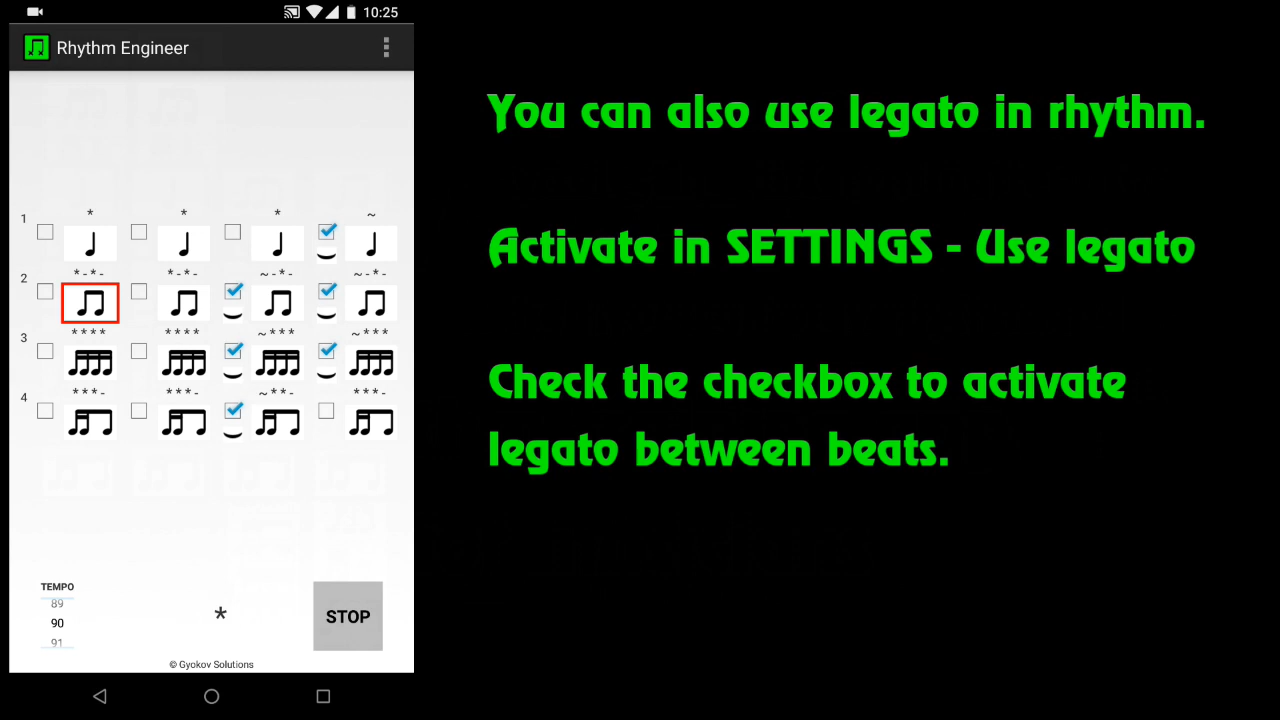 10:25
Rhythm Engineer
You can also use legato in rhythm.
Activate in SETTINGS - Use legato
Check the checkbox to activate
legato between beats.
1 * * * ~
2 *-*- *-*- ~-*- ~-*-
3 **** **** ~*** ~***
4 ***- ***- ~**- ***-
TEMPO
89
90
91
*
STOP
© Gyokov Solutions